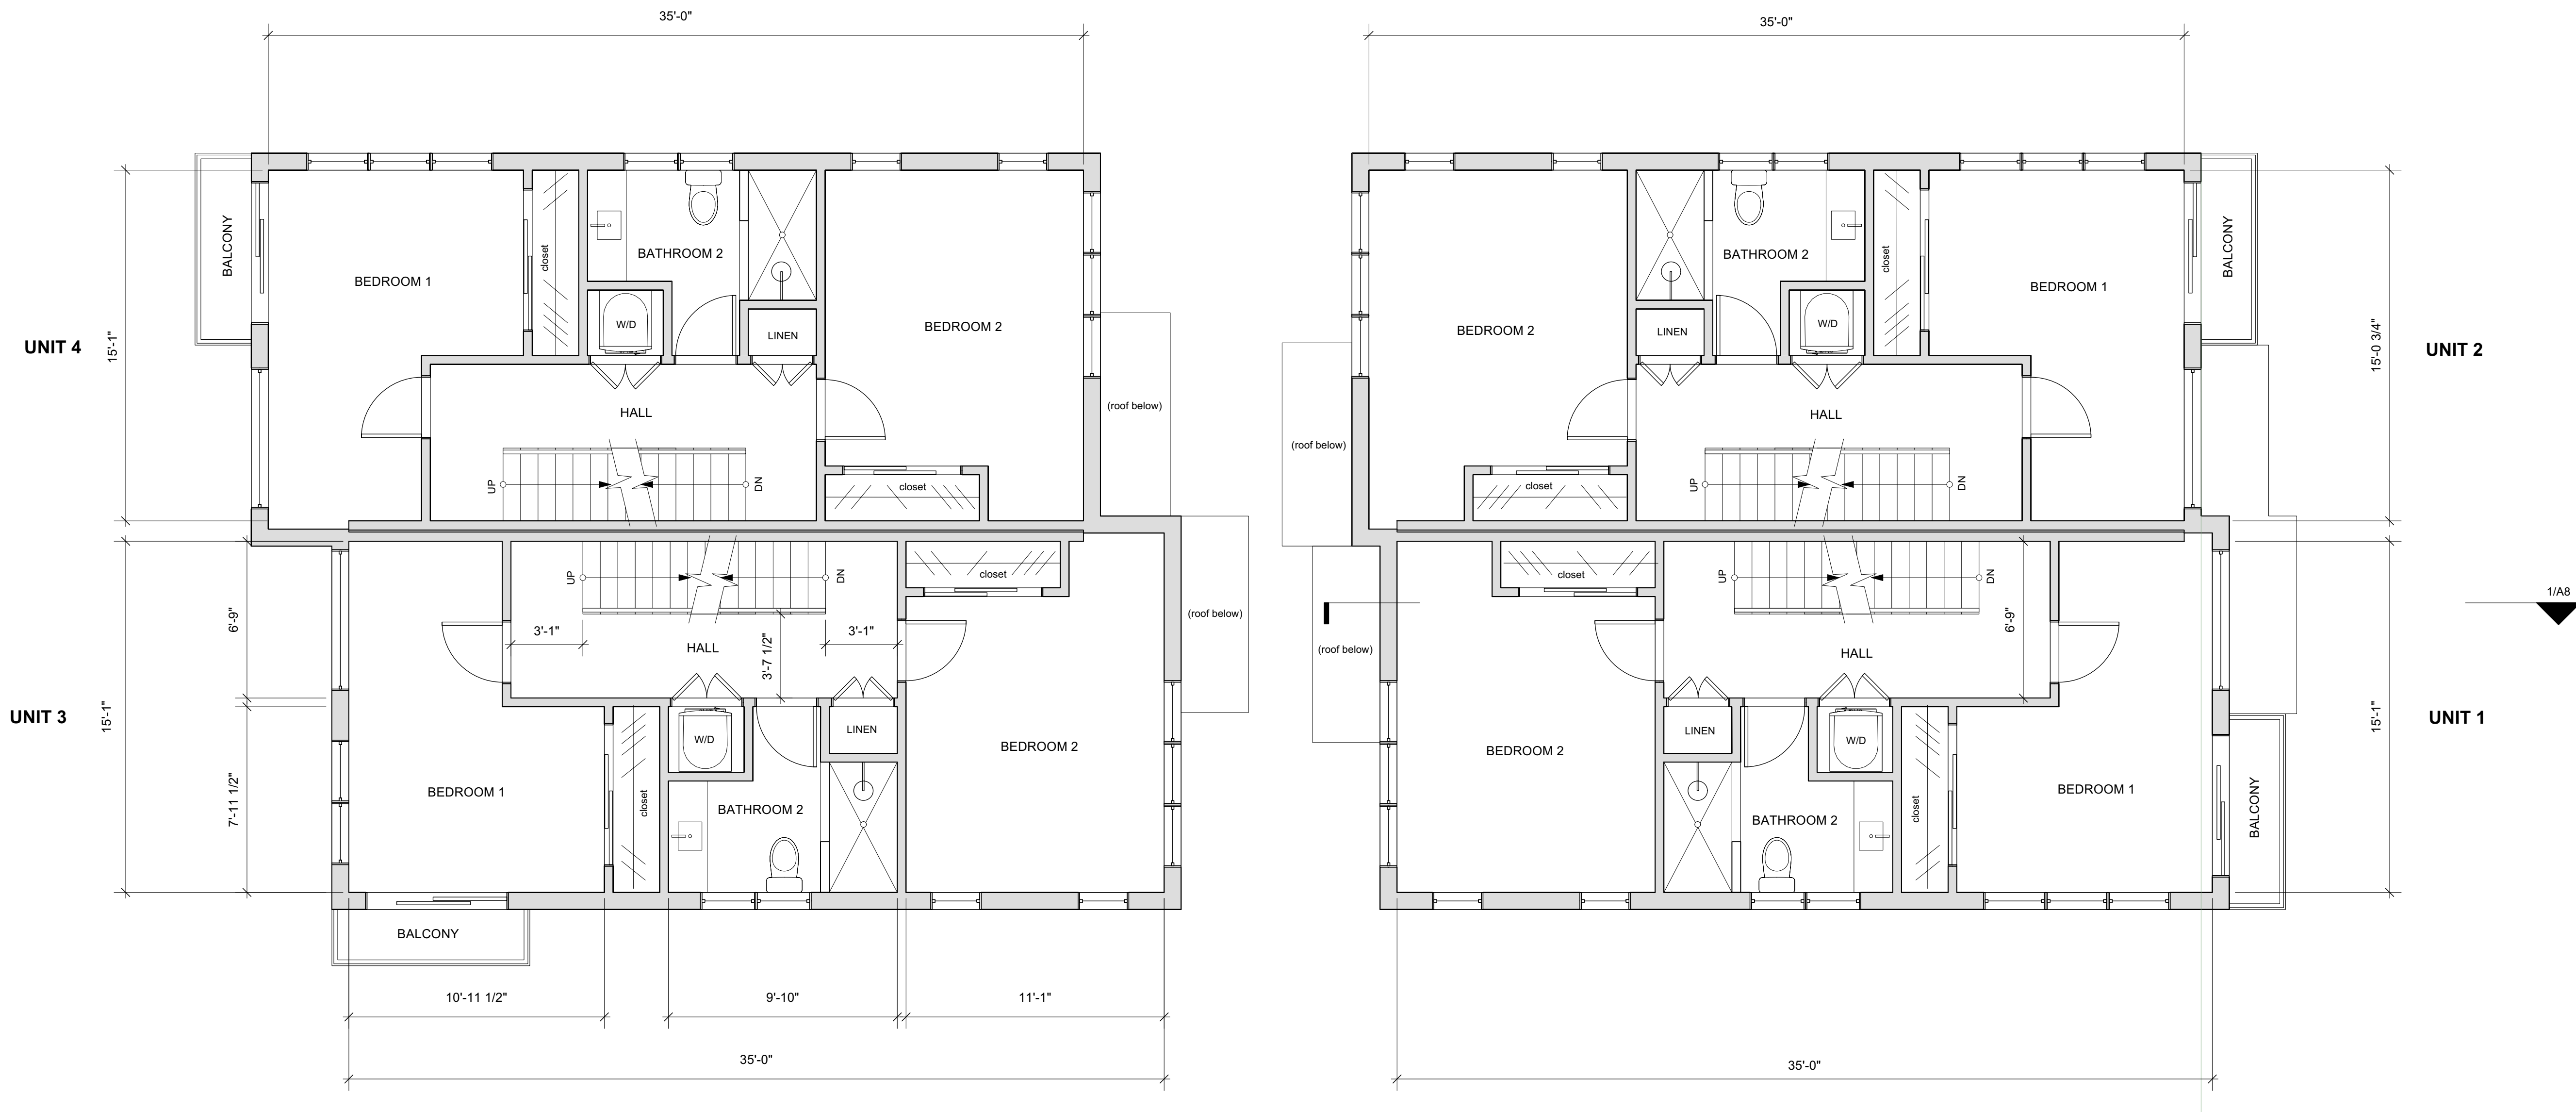 35'-0"
35'-0"
BALCONY
BEDROOM 1
closet
BATHROOM 2
W/D
LINEN
BEDROOM 2
HALL
UP
DN
closet
(roof below)
UNIT 4
15'-1"
BEDROOM 2
BATHROOM 2
closet
BEDROOM 1
BALCONY
LINEN
W/D
HALL
UP
DN
closet
(roof below)
15'-0 3/4"
UNIT 2
UNIT 3
15'-1"
6'-9"
7'-11 1/2"
UP
DN
closet
3'-1"
3'-7 1/2"
3'-1"
HALL
(roof below)
W/D
LINEN
BEDROOM 2
BEDROOM 1
closet
BATHROOM 2
BALCONY
10'-11 1/2"
9'-10"
11'-1"
35'-0"
closet
UP
DN
6'-9"
HALL
(roof below)
1/A8
LINEN
W/D
BEDROOM 2
BATHROOM 2
closet
BEDROOM 1
BALCONY
15'-1"
UNIT 1
35'-0"